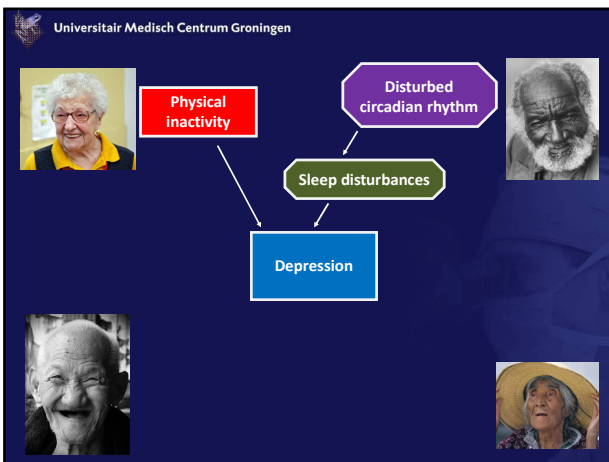 Universitair Medisch Centrum Groningen
Physical
inactivity
Disturbed
circadian rhythm
Sleep disturbances
Depression